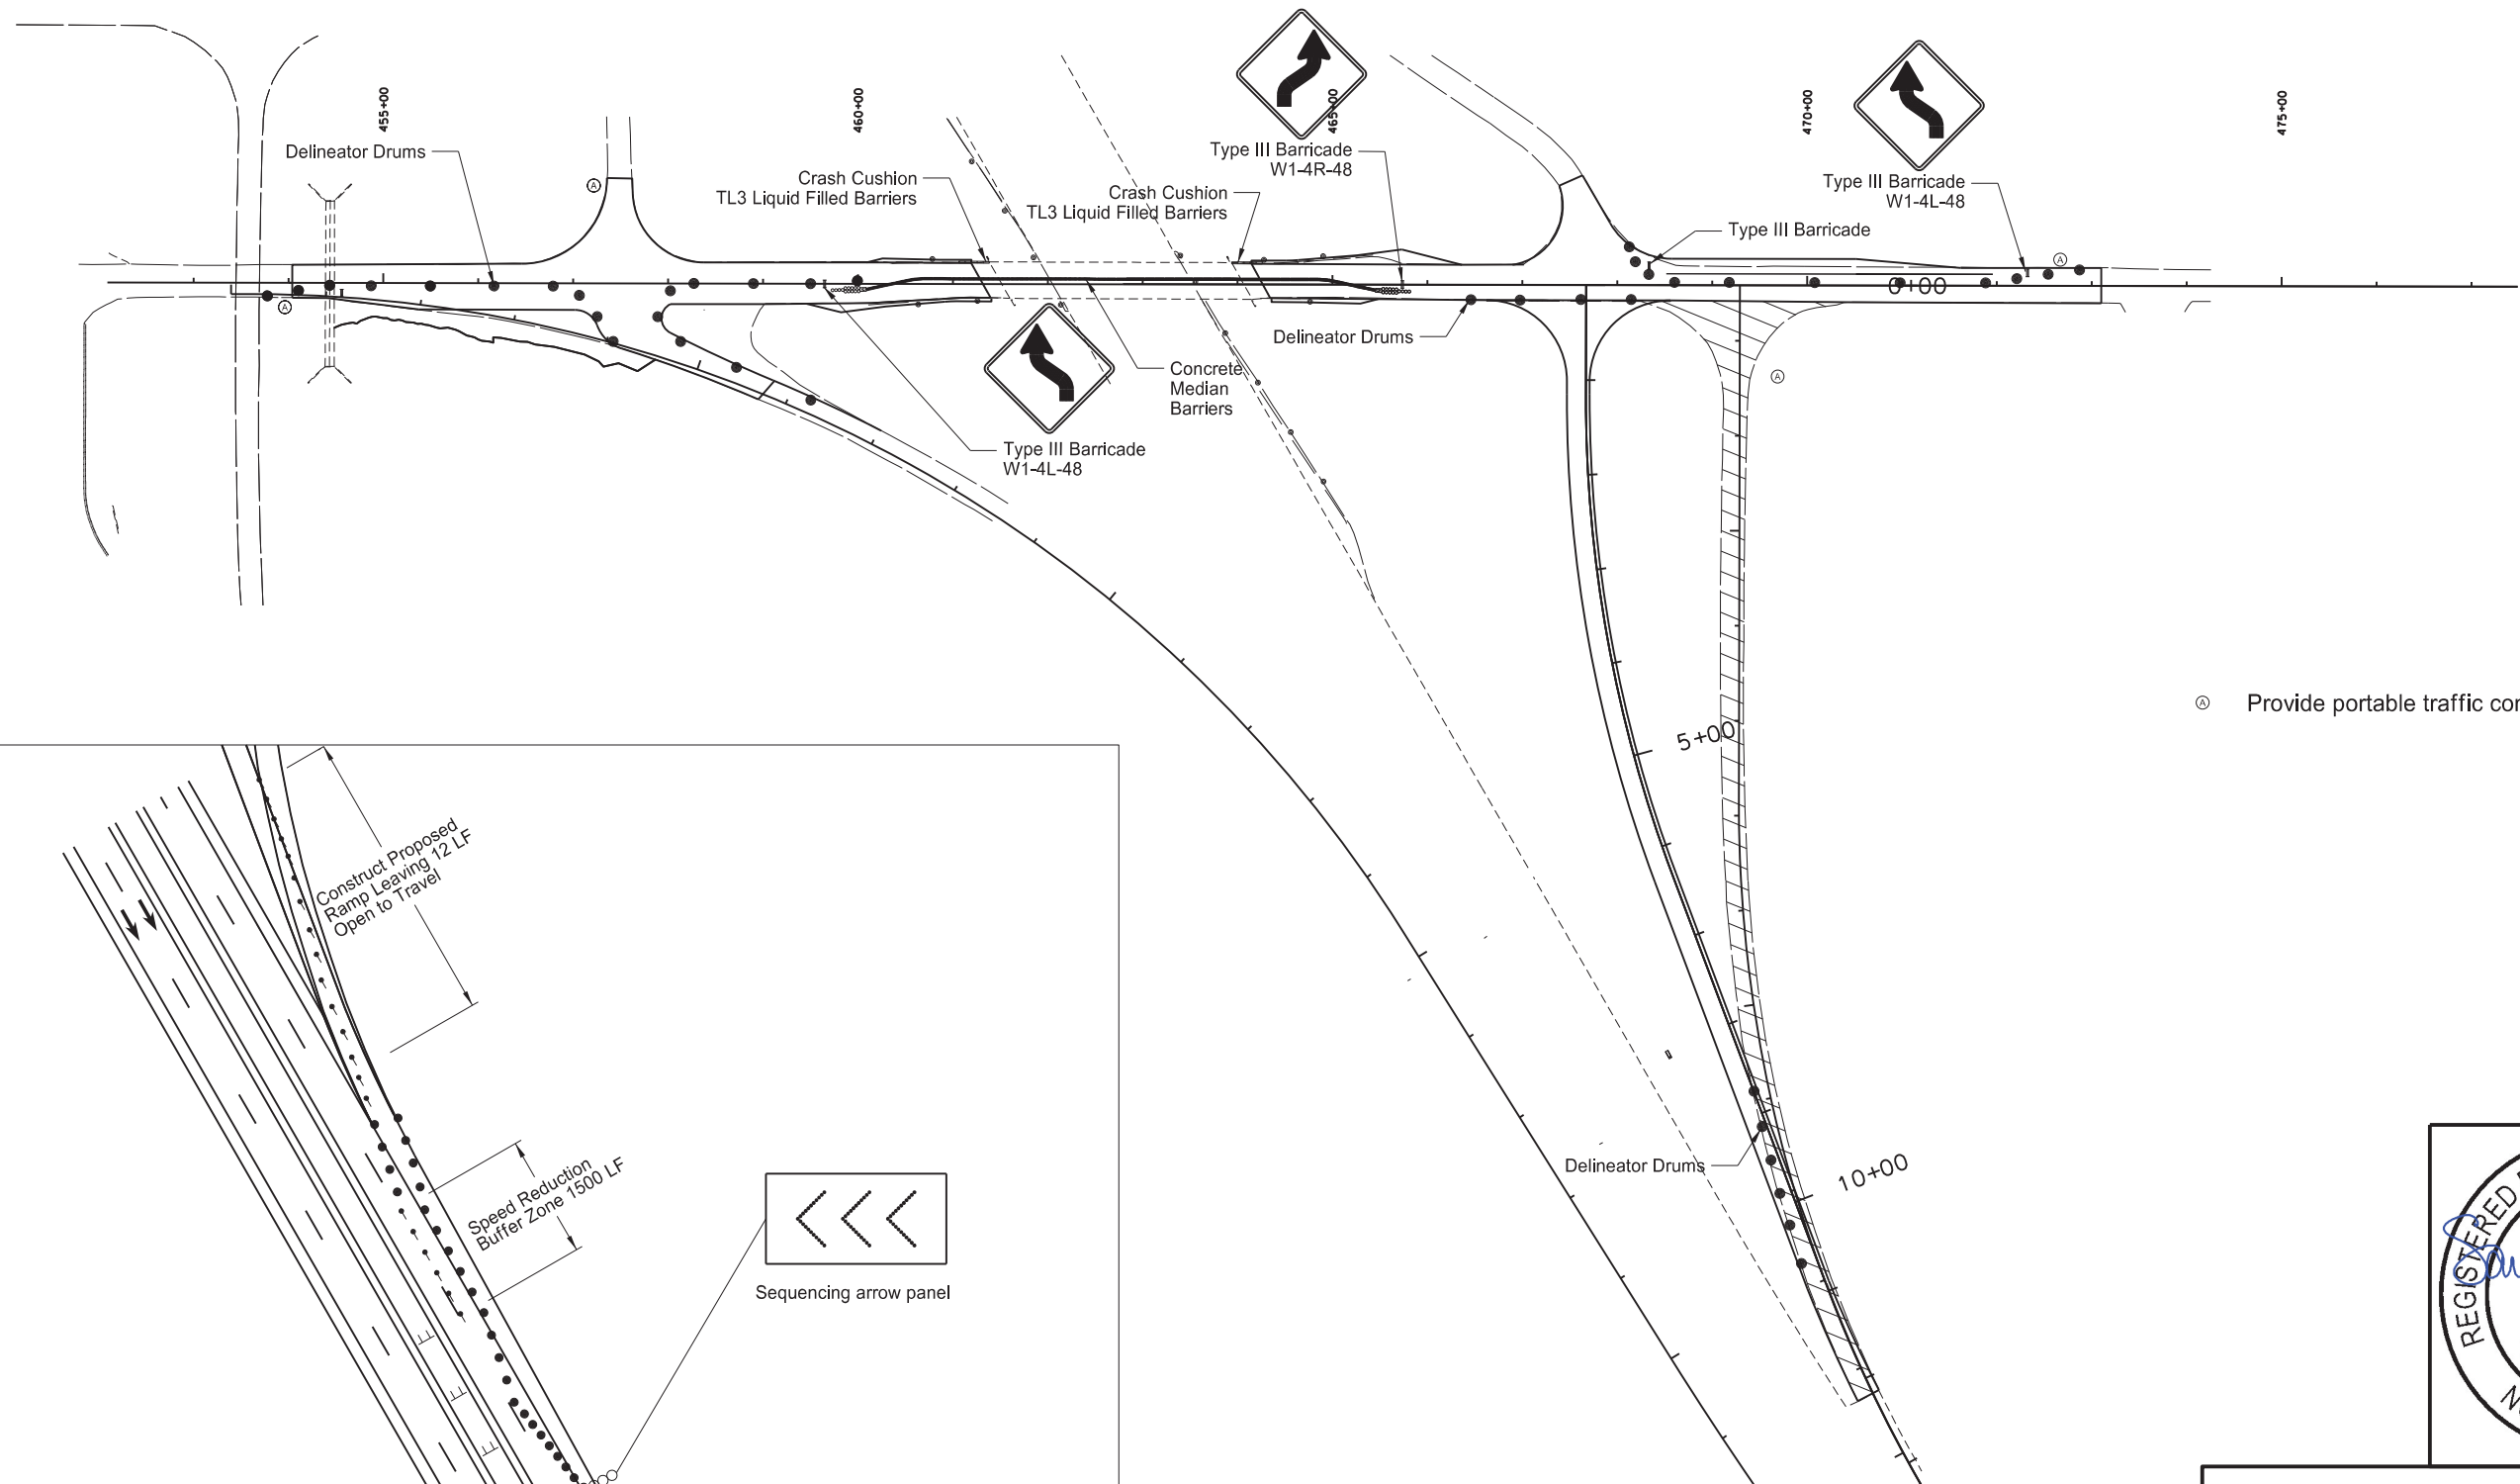 455+00
460+00
465+00
470+00
475+00
Delineator Drums
Crash Cushion
TL3 Liquid Filled Barriers
Crash Cushion
TL3 Liquid Filled Barriers
Type III Barricade
W1-4R-48
Type III Barricade
W1-4L-48
Type III Barricade
A
A
A
A
0+00
Delineator Drums
Concrete
Median
Barriers
Type III Barricade
W1-4L-48
5+00
A Provide portable traffic
Construct Proposed
Ramp Leaving 12 LF
Open to Travel
Speed Reduction
Buffer Zone 1500 LF
Sequencing arrow panel
Delineator Drums
10+00
REGISTERED